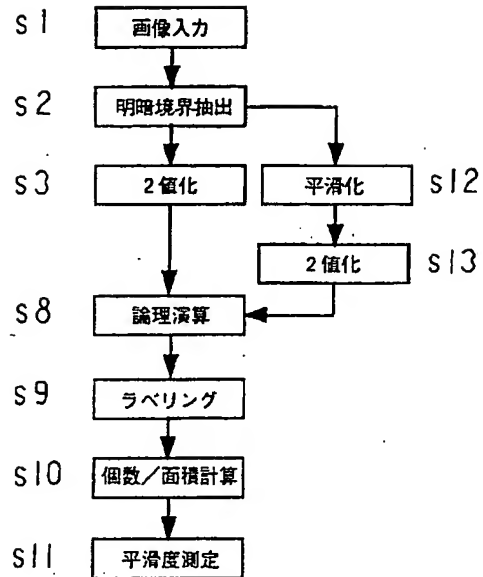 S1 画像入力
S2 明暗境界抽出
S3 2値化 平滑化 S12
2値化 S13
S8 論理演算
S9 ラベリング
S10 個数/面積計算
S11 平滑度測定